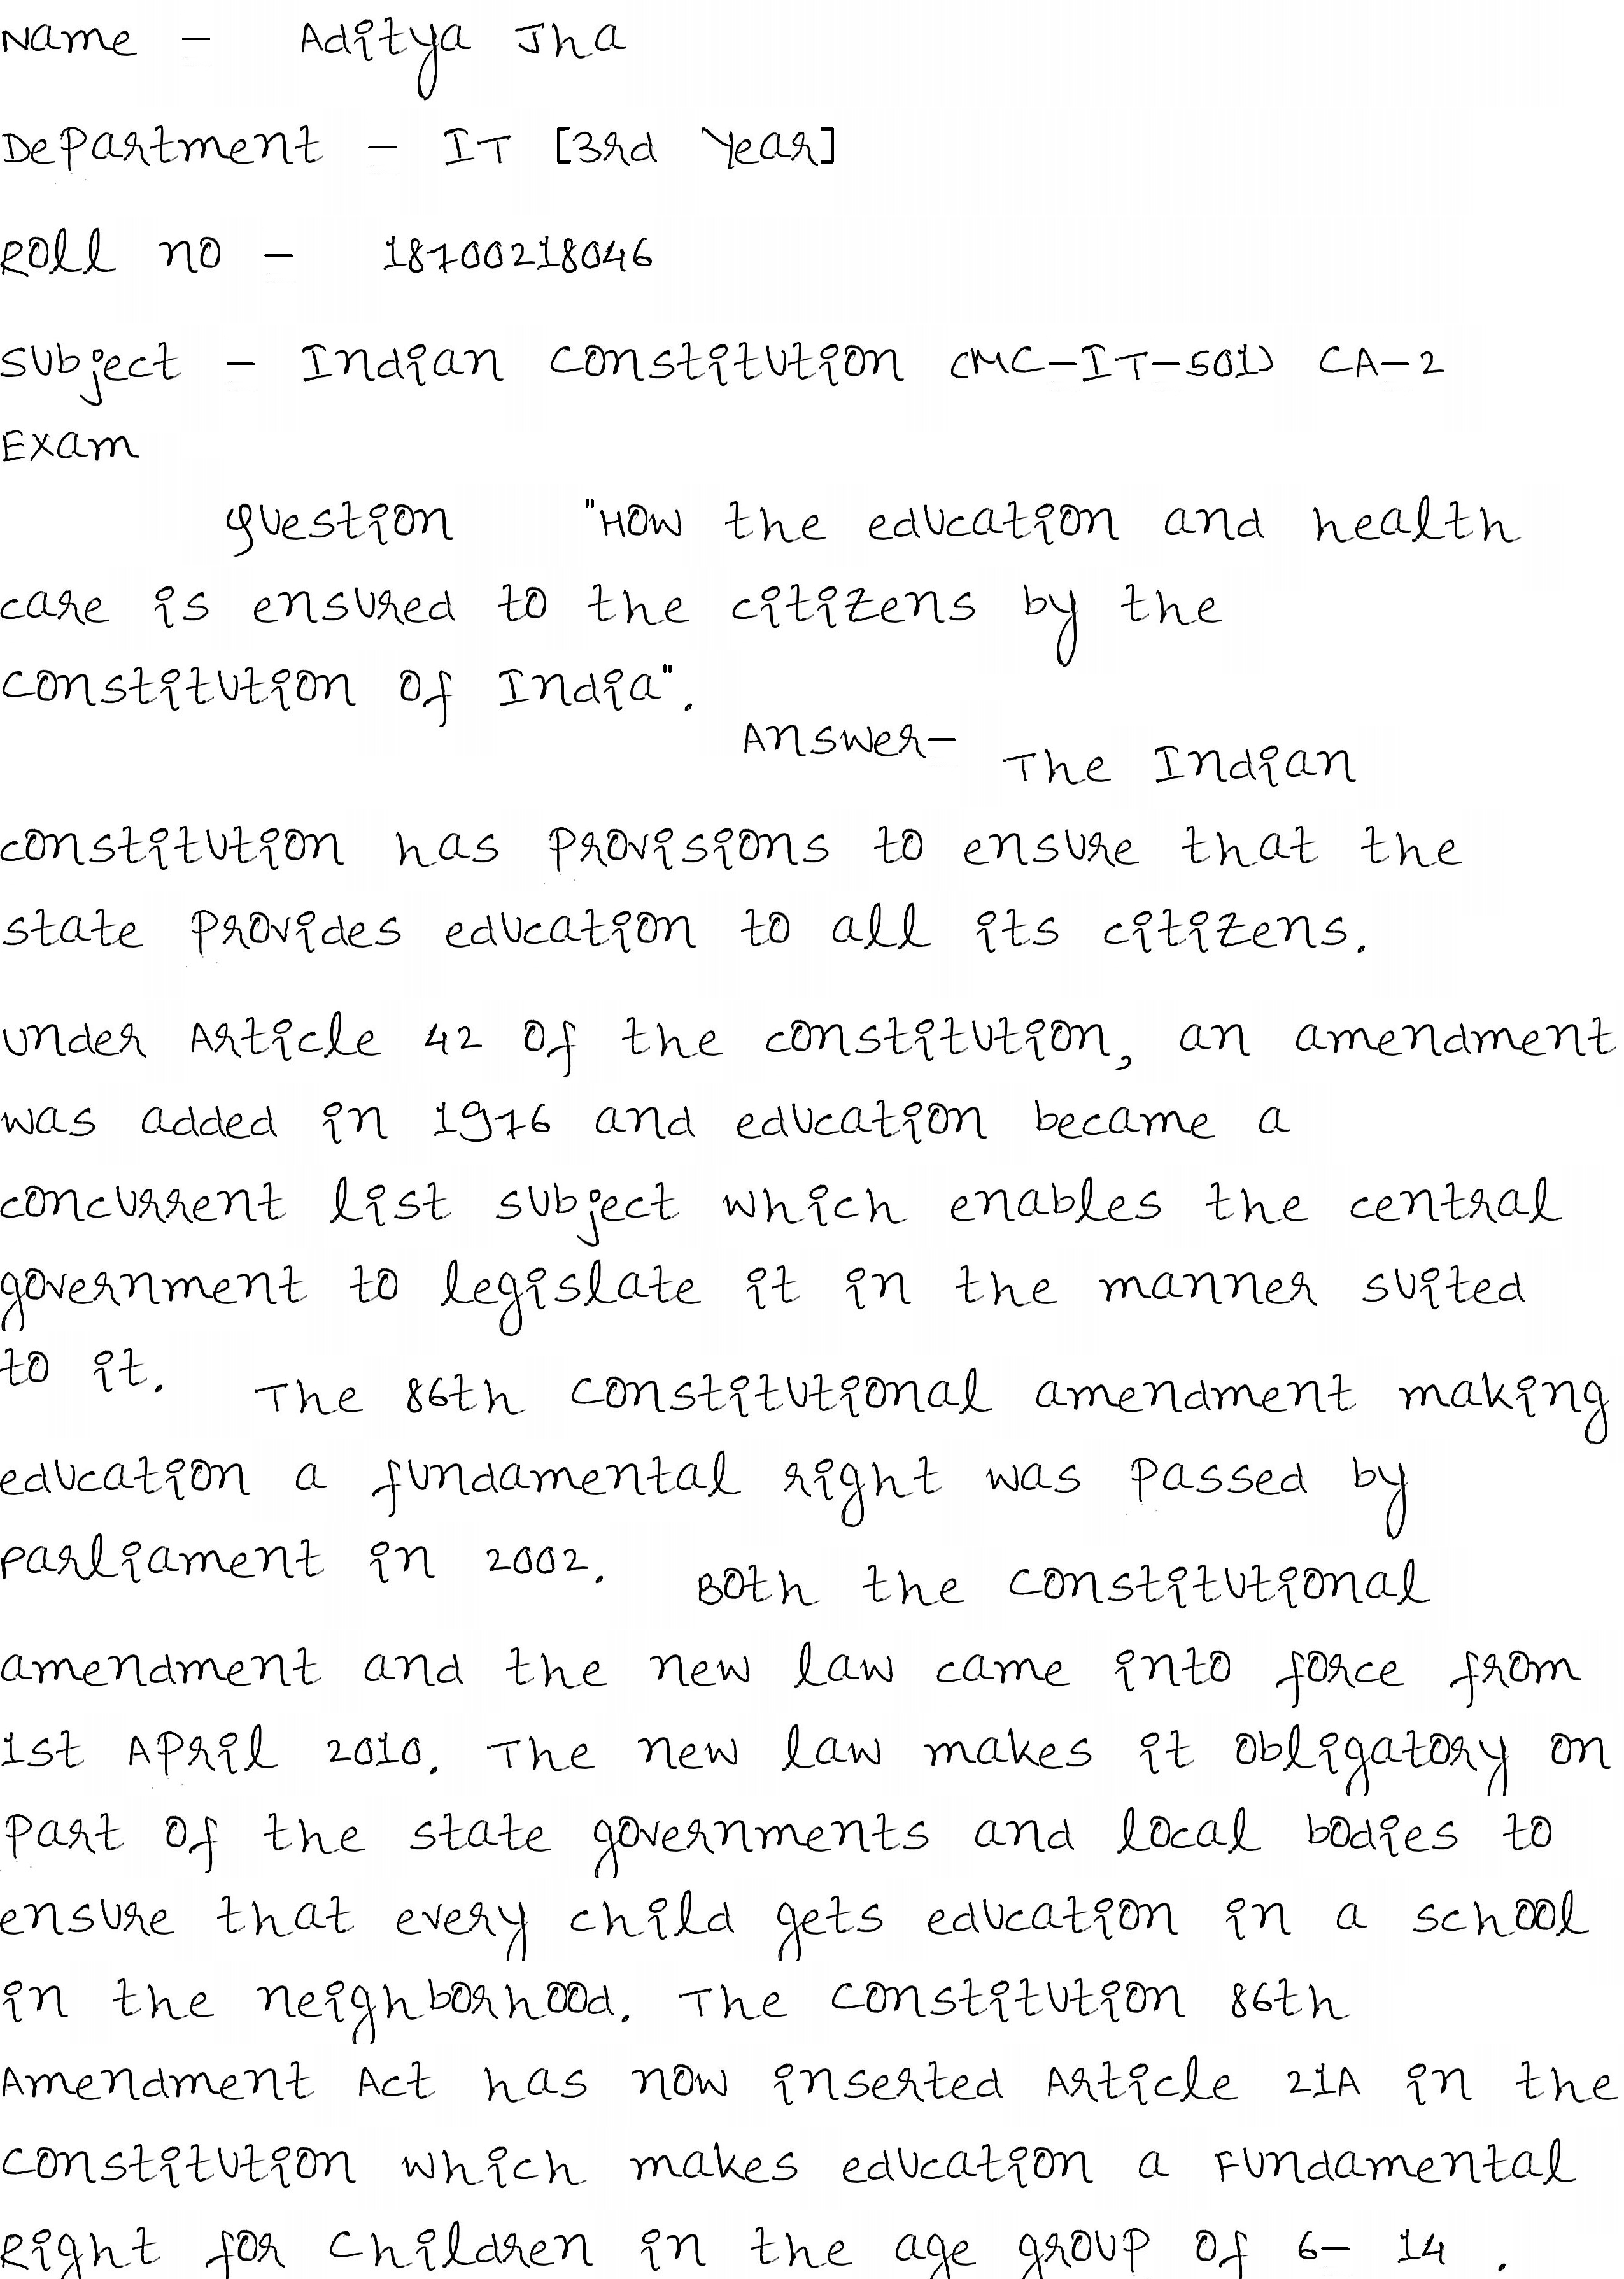 Name - Aditya Jha
Department - IT [3rd Year]
Roll no - 18700218046
Subject - Indian Constitution (MC-IT-501) CA-2
Exam
Question "How the education and health
care is ensured to the citizens by the
constitution of India".
Answer- The Indian
constitution has provisions to ensure that the
state provides education to all its citizens.
Under Article 42 of the constitution, an amendment
was added in 1976 and education became a
concurrent list subject which enables the central
government to legislate it in the manner suited
to it. The 86th constitutional amendment making
education a fundamental right was passed by
Parliament in 2002. Both the constitutional
amendment and the new law came into force from
1st April 2010. The new law makes it obligatory on
part of the state governments and local bodies to
ensure that every child gets education in a school
in the neighborhood. The Constitution 86th
Amendment Act has now inserted Article 21A in the
Constitution which makes education a Fundamental
Right for Children in the age group of 6- 14 .